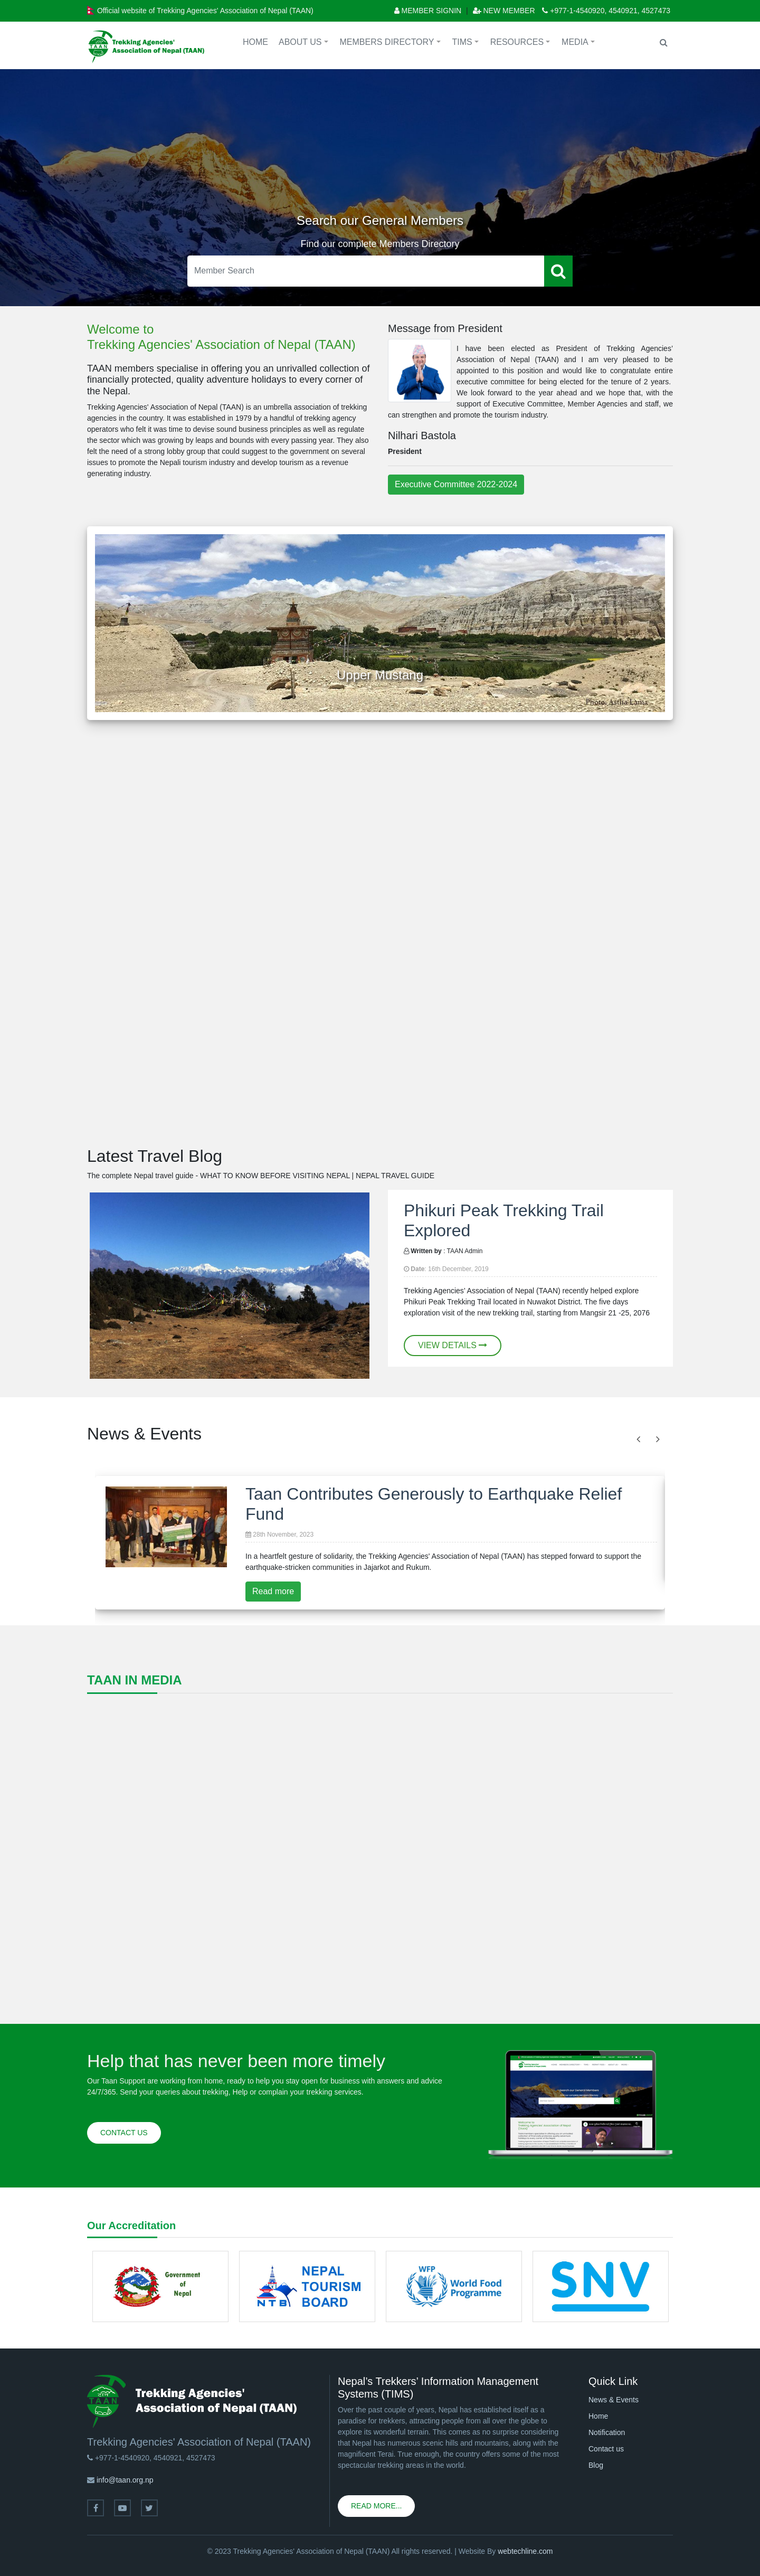 Official website of Trekking Agencies' Association of Nepal (TAAN)
MEMBER SIGNIN | NEW MEMBER +977-1-4540920, 4540921, 4527473
TAAN
Trekking Agencies'
Association of Nepal (TAAN)
HOME ABOUT US MEMBERS DIRECTORY TIMS RESOURCES MEDIA
Search our General Members
Find our complete Members Directory
Member Search
Welcome to
Trekking Agencies' Association of Nepal (TAAN)
TAAN members specialise in offering you an unrivalled collection of
financially protected, quality adventure holidays to every corner of
the Nepal.
Trekking Agencies' Association of Nepal (TAAN) is an umbrella association of trekking
agencies in the country. It was established in 1979 by a handful of trekking agency
operators who felt it was time to devise sound business principles as well as regulate
the sector which was growing by leaps and bounds with every passing year. They also
felt the need of a strong lobby group that could suggest to the government on several
issues to promote the Nepali tourism industry and develop tourism as a revenue
generating industry.
Message from President
I have been elected as President of Trekking Agencies'
Association of Nepal (TAAN) and I am very pleased to be
appointed to this position and would like to congratulate entire
executive committee for being elected for the tenure of 2 years.
We look forward to the year ahead and we hope that, with the
support of Executive Committee, Member Agencies and staff, we
can strengthen and promote the tourism industry.
Nilhari Bastola
President
Executive Committee 2022-2024
Upper Mustang
Latest Travel Blog
The complete Nepal travel guide - WHAT TO KNOW BEFORE VISITING NEPAL | NEPAL TRAVEL GUIDE
Phikuri Peak Trekking Trail
Explored
Written by : TAAN Admin
Date: 16th December, 2019
Trekking Agencies' Association of Nepal (TAAN) recently helped explore
Phikuri Peak Trekking Trail located in Nuwakot District. The five days
exploration visit of the new trekking trail, starting from Mangsir 21 -25, 2076
VIEW DETAILS
News & Events
Taan Contributes Generously to Earthquake Relief
Fund
28th November, 2023
In a heartfelt gesture of solidarity, the Trekking Agencies' Association of Nepal (TAAN) has stepped forward to support the
earthquake-stricken communities in Jajarkot and Rukum.
Read more
TAAN IN MEDIA
Help that has never been more timely
Our Taan Support are working from home, ready to help you stay open for business with answers and advice
24/7/365. Send your queries about trekking, Help or complain your trekking services.
CONTACT US
Our Accreditation
Government
of
Nepal
NTB
NEPAL
TOURISM
BOARD
WFP
World Food
Programme
SNV
TAAN
Trekking Agencies'
Association of Nepal (TAAN)
Trekking Agencies' Association of Nepal (TAAN)
+977-1-4540920, 4540921, 4527473
info@taan.org.np
Nepal's Trekkers' Information Management
Systems (TIMS)
Over the past couple of years, Nepal has established itself as a
paradise for trekkers, attracting people from all over the globe to
explore its wonderful terrain. This comes as no surprise considering
that Nepal has numerous scenic hills and mountains, along with the
magnificent Terai. True enough, the country offers some of the most
spectacular trekking areas in the world.
READ MORE...
Quick Link
News & Events
Home
Notification
Contact us
Blog
© 2023 Trekking Agencies' Association of Nepal (TAAN) All rights reserved. | Website By webtechline.com